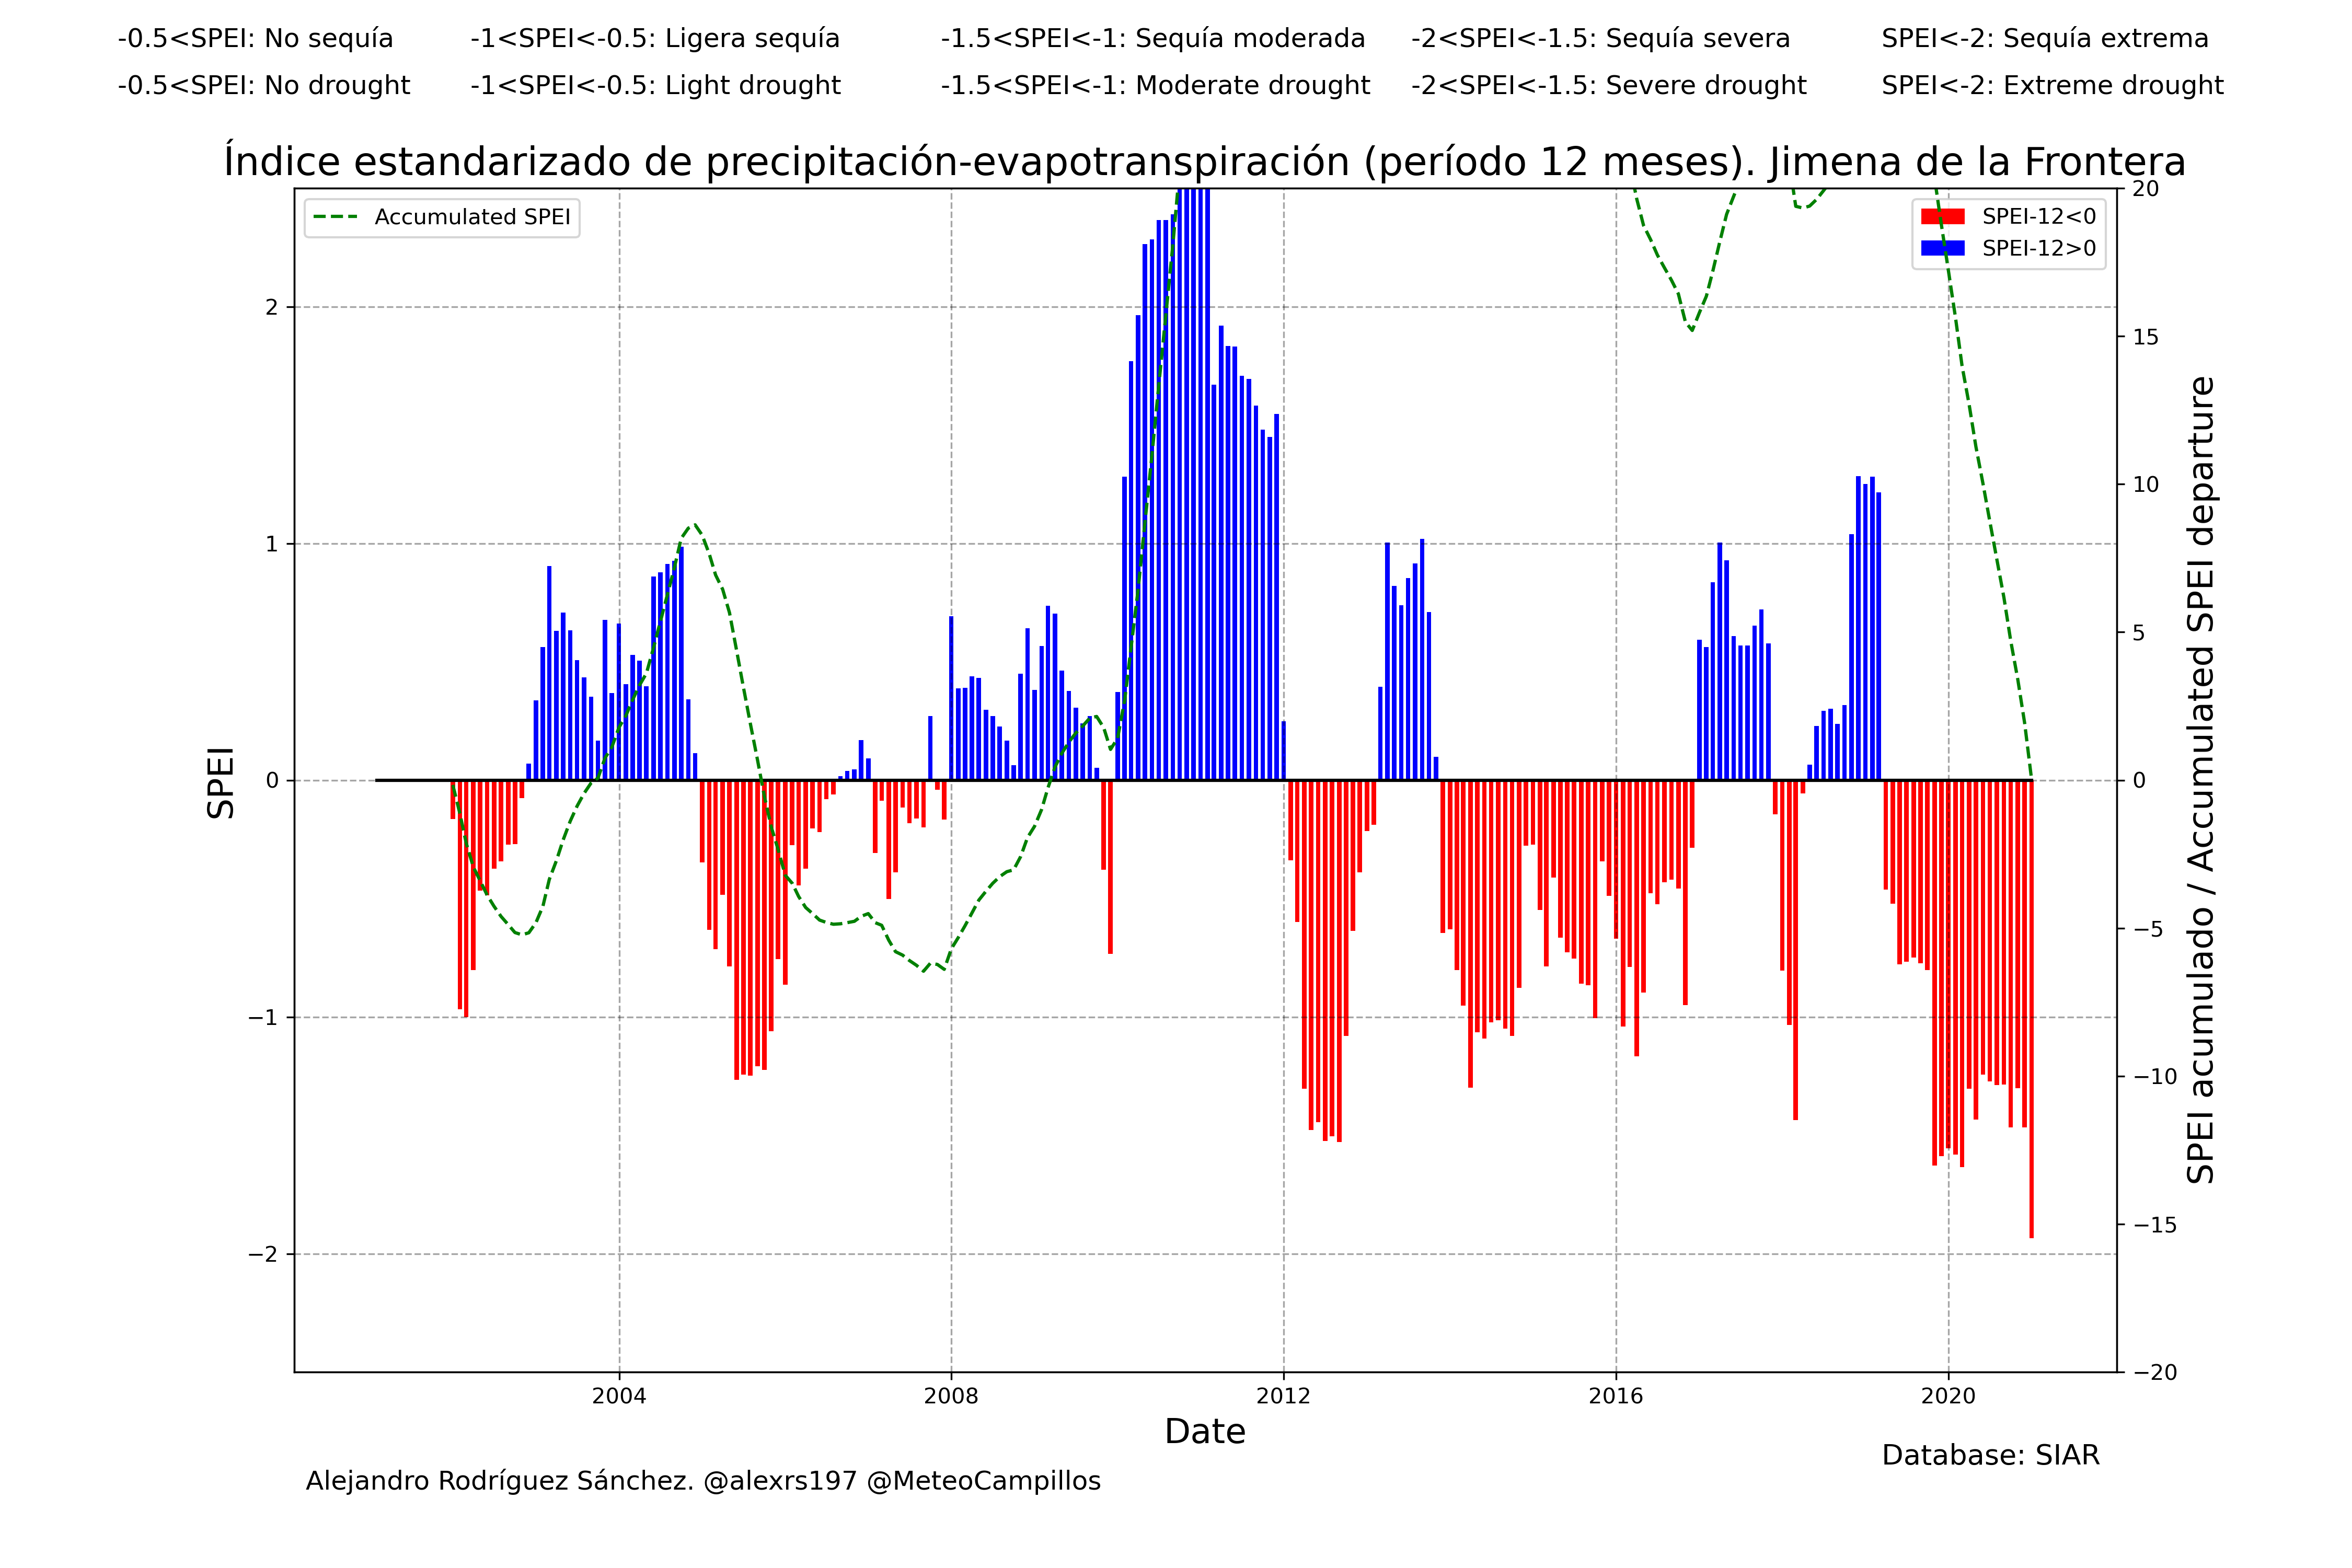 -0.5<SPEI: No sequía -1<SPEI<-0.5: Ligera sequía -1.5<SPEI<-1: Sequía moderada -2<SPEI<-1.5: Sequía severa SPEI<-2: Sequía extrema
-0.5<SPEI: No drought -1<SPEI<-0.5: Light drought -1.5<SPEI<-1: Moderate drought -2<SPEI<-1.5: Severe drought SPEI<-2: Extreme drought
Índice estandarizado de precipitación-evapotranspiración (período 12 meses). Jimena de la Frontera
Accumulated SPEI
SPEI-12<0
SPEI-12>0
SPEI
2
1
0
−1
−2
20
15
10
5
0
−5
−10
−15
−20
SPEI acumulado / Accumulated SPEI departure
2004 2008 2012 2016 2020
Date
Database: SIAR
Alejandro Rodríguez Sánchez. @alexrs197 @MeteoCampillos